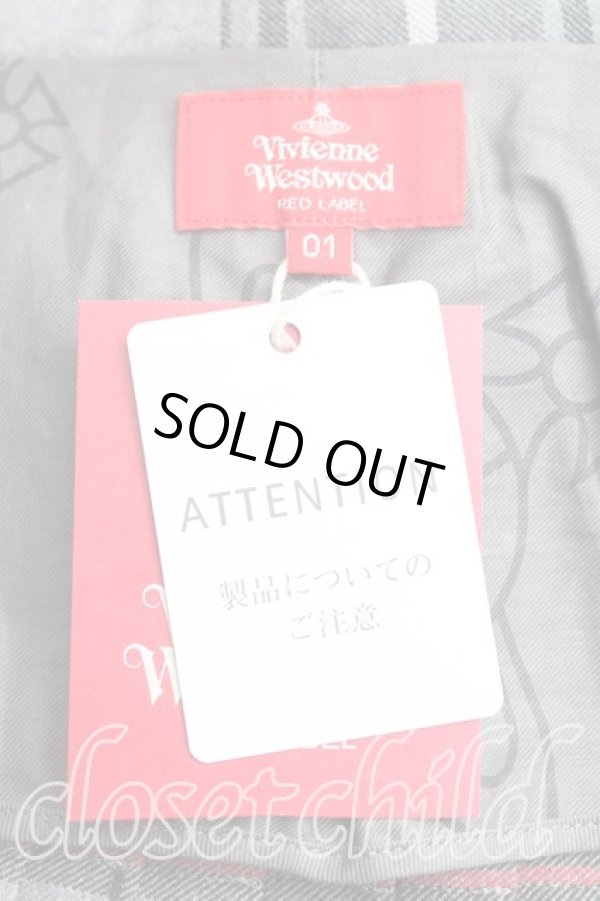 Vivienne
Westwood
RED LABEL
01
SOLD OUT
ATTENTION
製品についての
ご注意
closet child